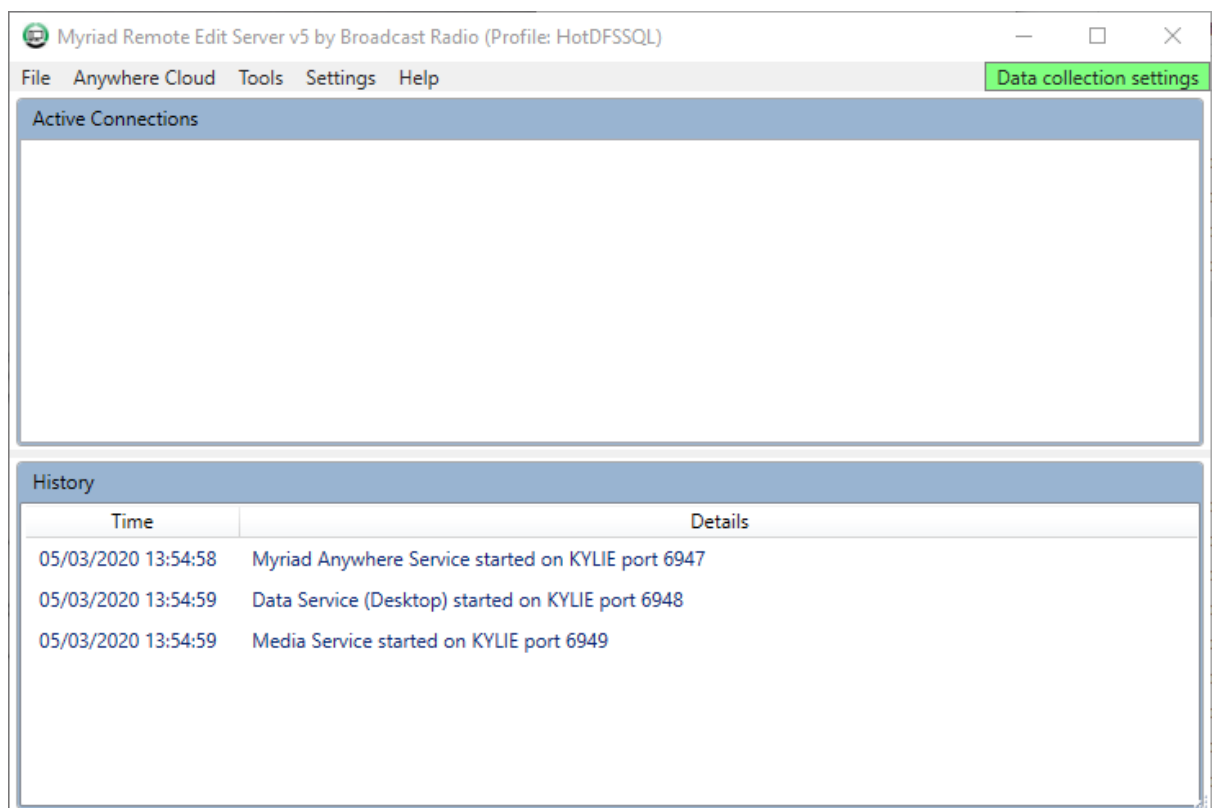 Myriad Remote Edit Server v5 by Broadcast Radio (Profile: HotDFSSQL)
File Anywhere Cloud Tools Settings Help Data collection settings
Active Connections
History
Time Details
05/03/2020 13:54:58 Myriad Anywhere Service started on KYLIE port 6947
05/03/2020 13:54:59 Data Service (Desktop) started on KYLIE port 6948
05/03/2020 13:54:59 Media Service started on KYLIE port 6949